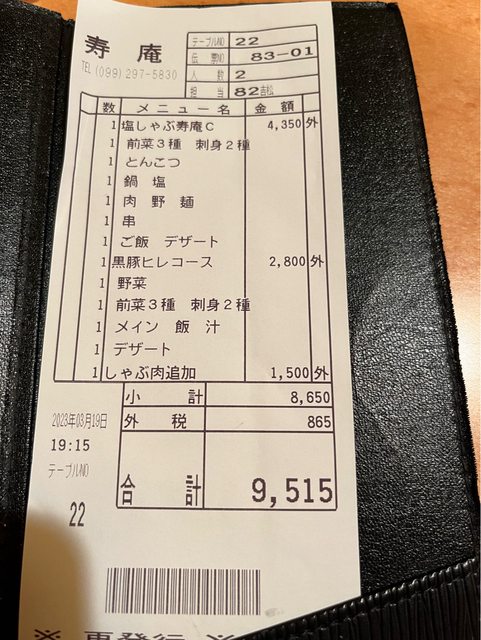 寿 庵
TEL(099)297-5830
テーブルNO 22
伝 票NO 83-01
人 数 2
担 当 82 吉松
数 メ ニ ュ ー 名 金 額
1 塩しゃぶ寿庵C 4,350 外
1 前菜3種 刺身2種
1 とんこつ
1 鍋 塩
1 肉 野 麺
1 串
1 ご飯 デザート
1 黒豚ヒレコース 2,800 外
1 野菜
1 前菜3種 刺身2種
1 メイン 飯 汁
1 デザート
1 しゃぶ肉追加 1,500 外
小 計 8,650
外 税 865
2023年03月19日
19:15
テーブルNO
22
合 計 9,515
※ 再発行 ※